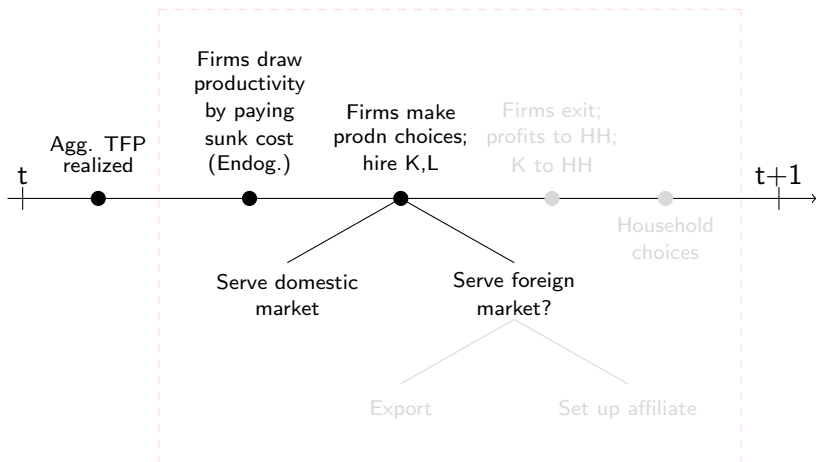 Firms draw
productivity
by paying
sunk cost
(Endog.)
Firms make
prodn choices;
hire K,L
Firms exit;
profits to HH;
K to HH
Agg. TFP
realized
t
t+1
Household
choices
Serve domestic
market
Serve foreign
market?
Export
Set up affiliate